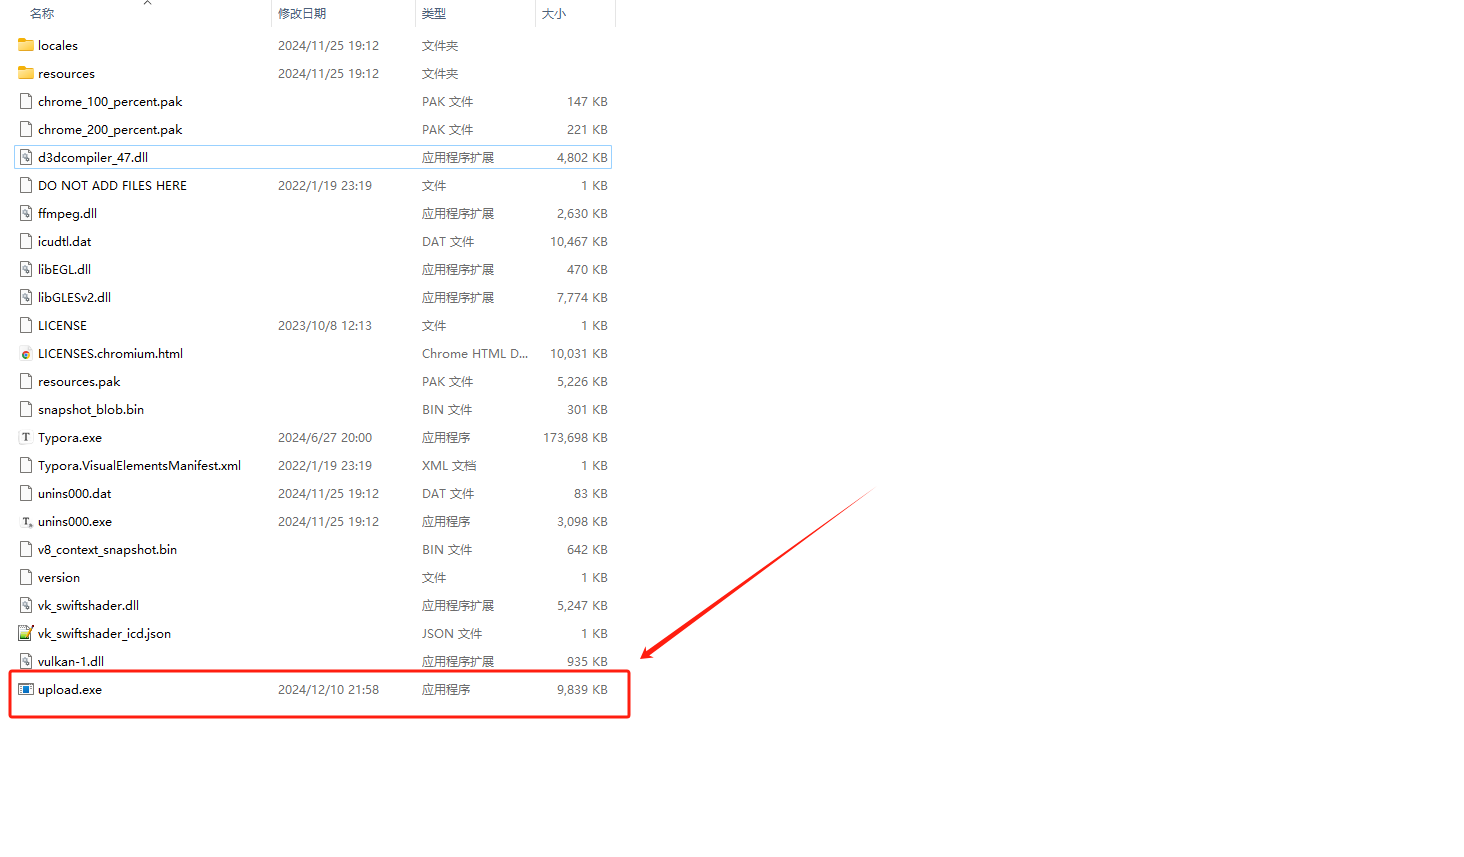 名称 修改日期 类型 大小
locales 2024/11/25 19:12 文件夹
resources 2024/11/25 19:12 文件夹
chrome_100_percent.pak PAK 文件 147 KB
chrome_200_percent.pak PAK 文件 221 KB
d3dcompiler_47.dll 应用程序扩展 4,802 KB
DO NOT ADD FILES HERE 2022/1/19 23:19 文件 1 KB
ffmpeg.dll 应用程序扩展 2,630 KB
icudtl.dat DAT 文件 10,467 KB
libEGL.dll 应用程序扩展 470 KB
libGLESv2.dll 应用程序扩展 7,774 KB
LICENSE 2023/10/8 12:13 文件 1 KB
LICENSES.chromium.html Chrome HTML D... 10,031 KB
resources.pak PAK 文件 5,226 KB
snapshot_blob.bin BIN 文件 301 KB
Typora.exe 2024/6/27 20:00 应用程序 173,698 KB
Typora.VisualElementsManifest.xml 2022/1/19 23:19 XML 文档 1 KB
unins000.dat 2024/11/25 19:12 DAT 文件 83 KB
unins000.exe 2024/11/25 19:12 应用程序 3,098 KB
v8_context_snapshot.bin BIN 文件 642 KB
version 文件 1 KB
vk_swiftshader.dll 应用程序扩展 5,247 KB
vk_swiftshader_icd.json JSON 文件 1 KB
vulkan-1.dll 应用程序扩展 935 KB
upload.exe 2024/12/10 21:58 应用程序 9,839 KB